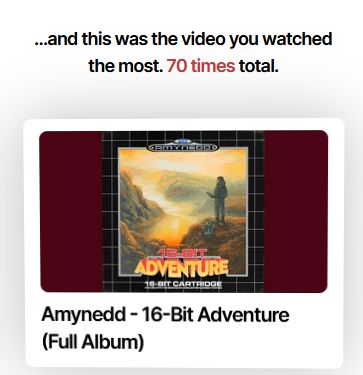 ...and this was the video you watched
the most. 70 times total.
AMYNEDD
16-BIT
ADVENTURE
16-BIT CARTRIDGE
Amynedd - 16-Bit Adventure
(Full Album)